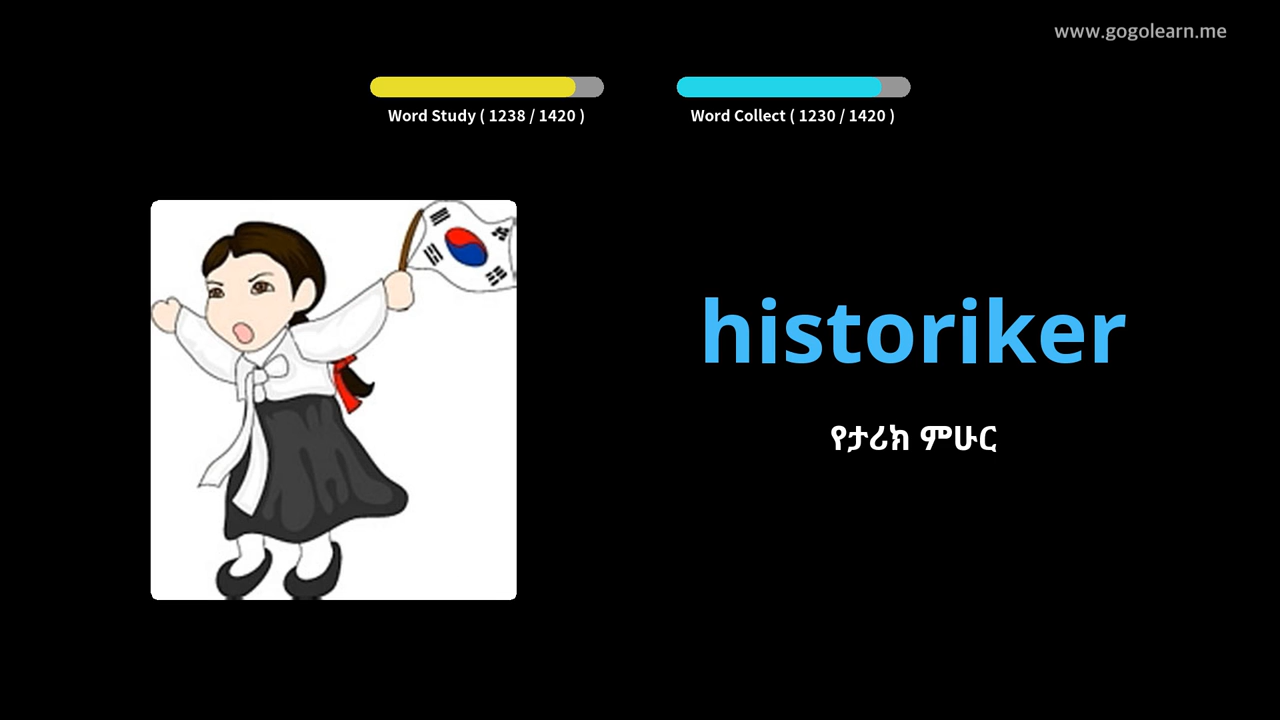 www.gogolearn.me
Word Study ( 1238 / 1420 )
Word Collect ( 1230 / 1420 )
historiker
የታሪክ ምሁር